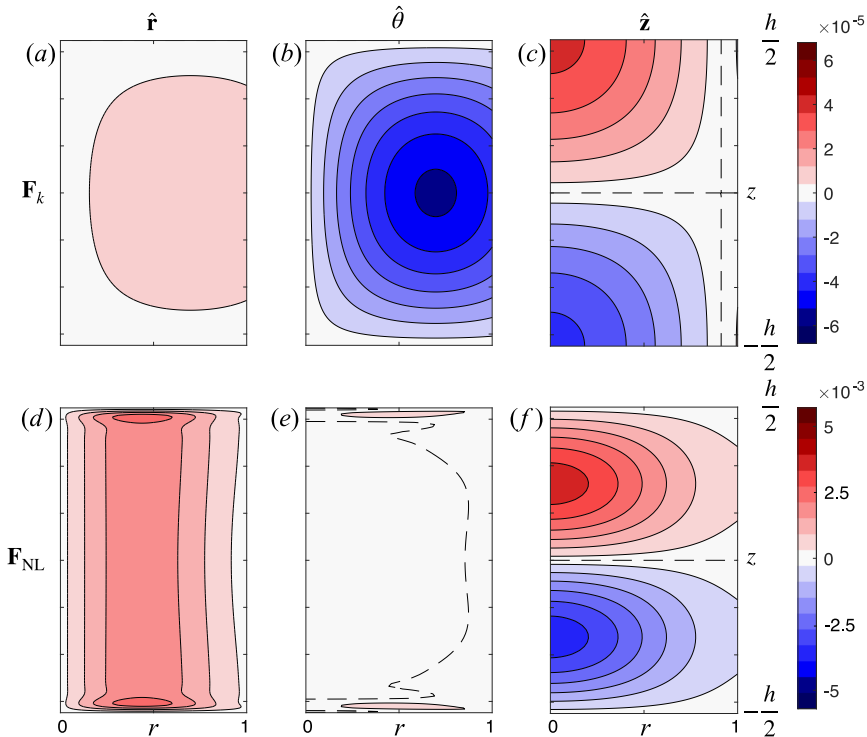 r̂ θ̂ ẑ
×10⁻⁵
(a) (b) (c) h/2
6
4
2
F_k z 0
-2
-4
-h/2 -6
(d) (e) (f) h/2 ×10⁻³
5
2.5
F_NL z 0
-2.5
-5
0 r 1 0 r 1 0 r 1 -h/2